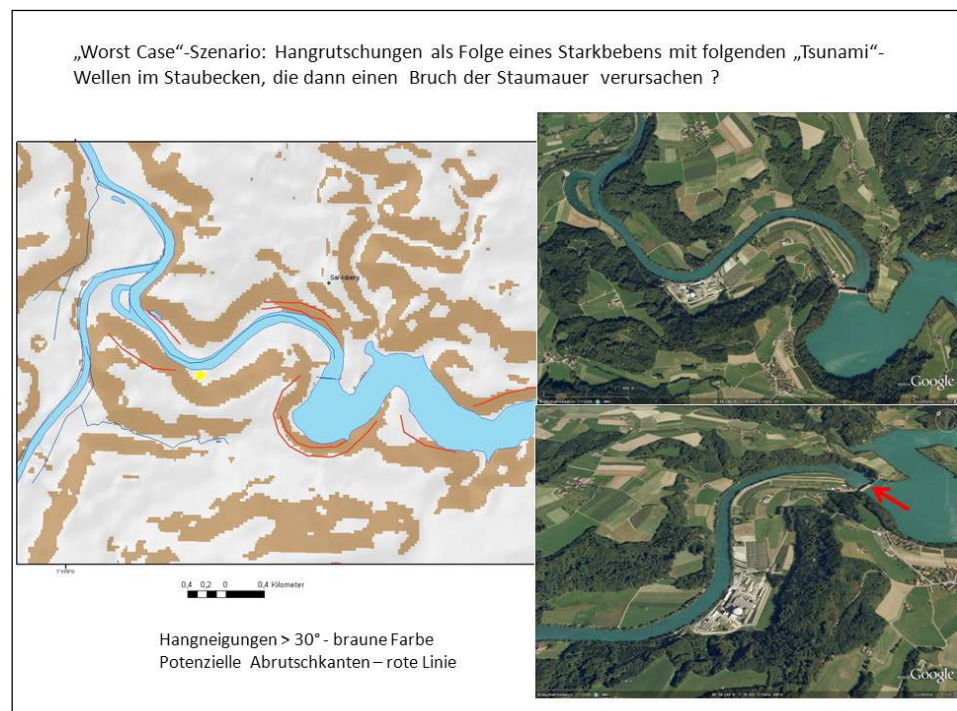 „Worst Case“-Szenario: Hangrutschungen als Folge eines Starkbebens mit folgenden „Tsunami“-
Wellen im Staubecken, die dann einen Bruch der Staumauer verursachen ?
Google
0,4 0,2 0 0,4 Kilometer
Hangneigungen > 30° - braune Farbe
Potenzielle Abrutschkanten – rote Linie
Google